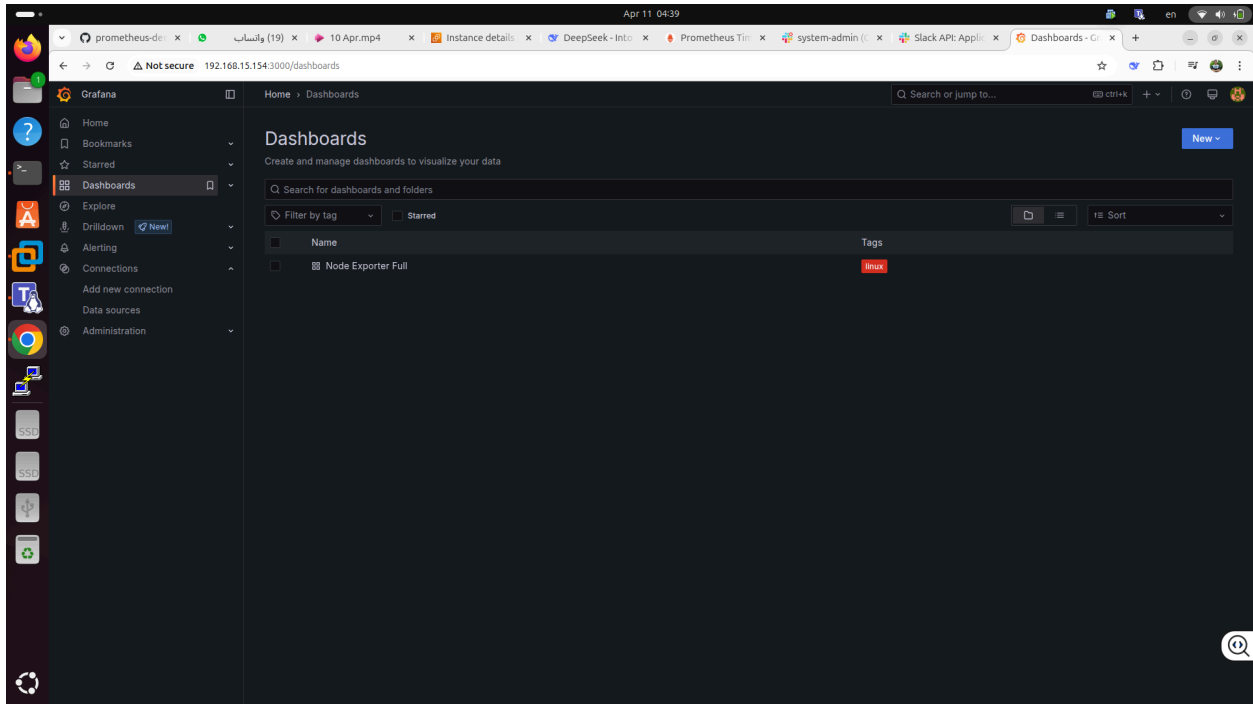 Apr 11 04:39
en
prometheus-de
(19) واتساب
10 Apr.mp4
Instance details
DeepSeek - Into
Prometheus Tim
system-admin (C
Slack API: Applic
Dashboards - Gr
Not secure 192.168.15.154:3000/dashboards
1
Grafana
Home › Dashboards
Search or jump to...
ctrl+k
Home
Bookmarks
Starred
Dashboards
Explore
Drilldown
New!
Alerting
Connections
Add new connection
Data sources
Administration
Dashboards
New
Create and manage dashboards to visualize your data
Search for dashboards and folders
Filter by tag
Starred
Sort
Name Tags
Node Exporter Full linux
SSD
SSD